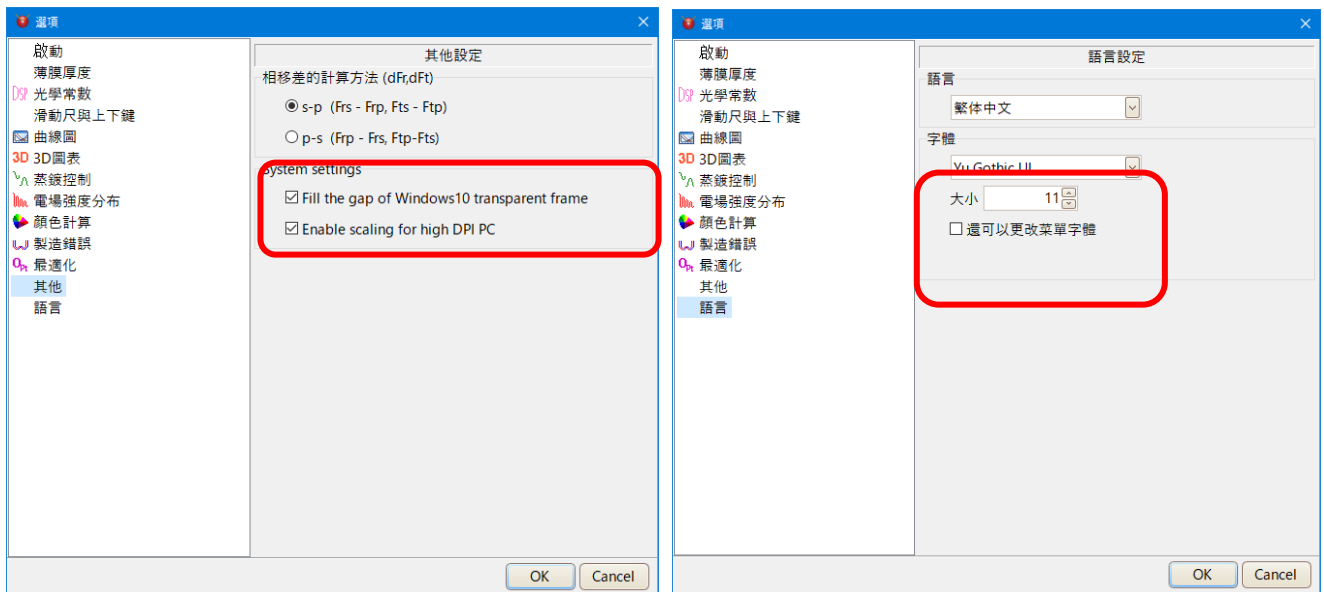 選項
啟動
薄膜厚度
DSP 光學常數
滑動尺與上下鍵
曲線圖
3D 3D圖表
蒸鍍控制
電場強度分布
顏色計算
製造錯誤
OPt 最適化
其他
語言
其他設定
相移差的計算方法 (dFr,dFt)
s-p (Frs - Frp, Fts - Ftp)
p-s (Frp - Frs, Ftp-Fts)
System settings
Fill the gap of Windows10 transparent frame
Enable scaling for high DPI PC
OK Cancel
選項
啟動
薄膜厚度
DSP 光學常數
滑動尺與上下鍵
曲線圖
3D 3D圖表
蒸鍍控制
電場強度分布
顏色計算
製造錯誤
OPt 最適化
其他
語言
語言設定
語言
繁体中文
字體
Yu Gothic UI
大小 11
還可以更改菜單字體
OK Cancel